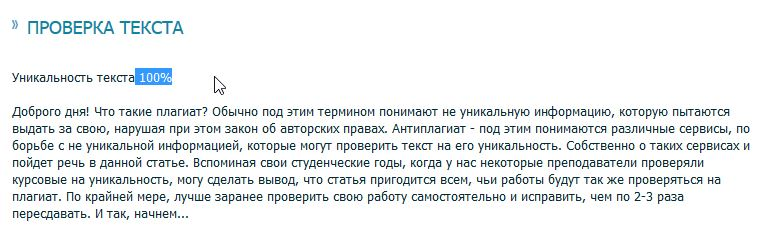 » ПРОВЕРКА ТЕКСТА
Уникальность текста 100%
Доброго дня! Что такие плагиат? Обычно под этим термином понимают не уникальную информацию, которую пытаются
выдать за свою, нарушая при этом закон об авторских правах. Антиплагиат - под этим понимаются различные сервисы, по
борьбе с не уникальной информацией, которые могут проверить текст на его уникальность. Собственно о таких сервисах и
пойдет речь в данной статье. Вспоминая свои студенческие годы, когда у нас некоторые преподаватели проверяли
курсовые на уникальность, могу сделать вывод, что статья пригодится всем, чьи работы будут так же проверяться на
плагиат. По крайней мере, лучше заранее проверить свою работу самостоятельно и исправить, чем по 2-3 раза
пересдавать. И так, начнем...